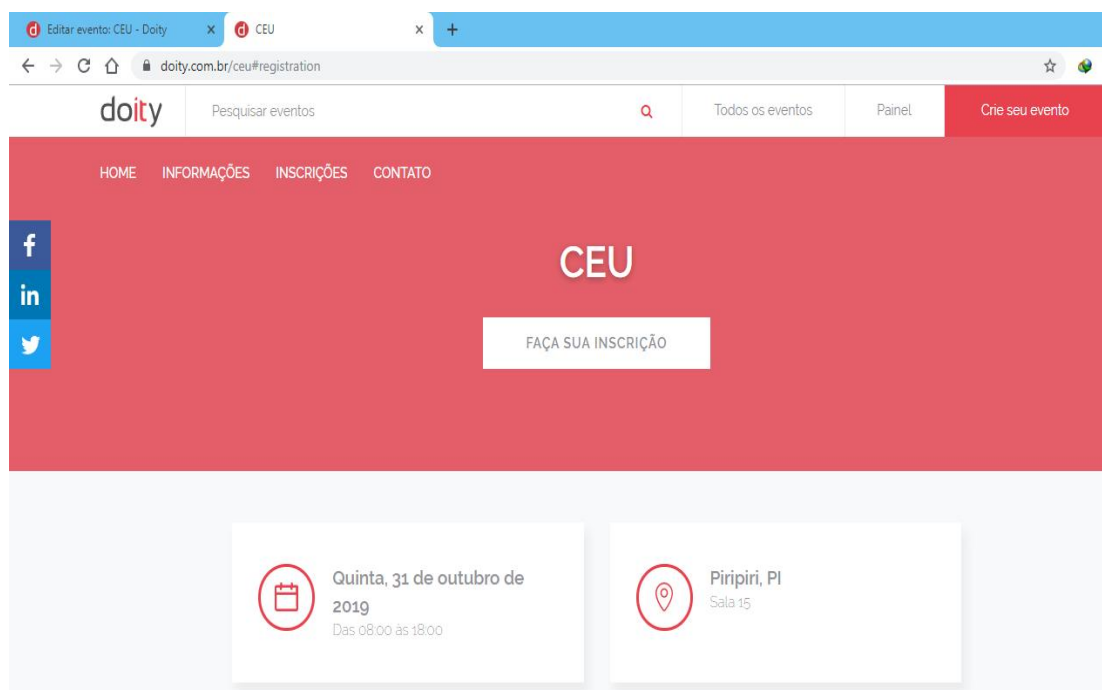 Editar evento: CEU - Doity
CEU
doity.com.br/ceu#registration
doity
Pesquisar eventos
Todos os eventos
Painel
Crie seu evento
HOME
INFORMAÇÕES
INSCRIÇÕES
CONTATO
CEU
FAÇA SUA INSCRIÇÃO
Quinta, 31 de outubro de
2019
Das 08:00 às 18:00
Piripiri, PI
Sala 15